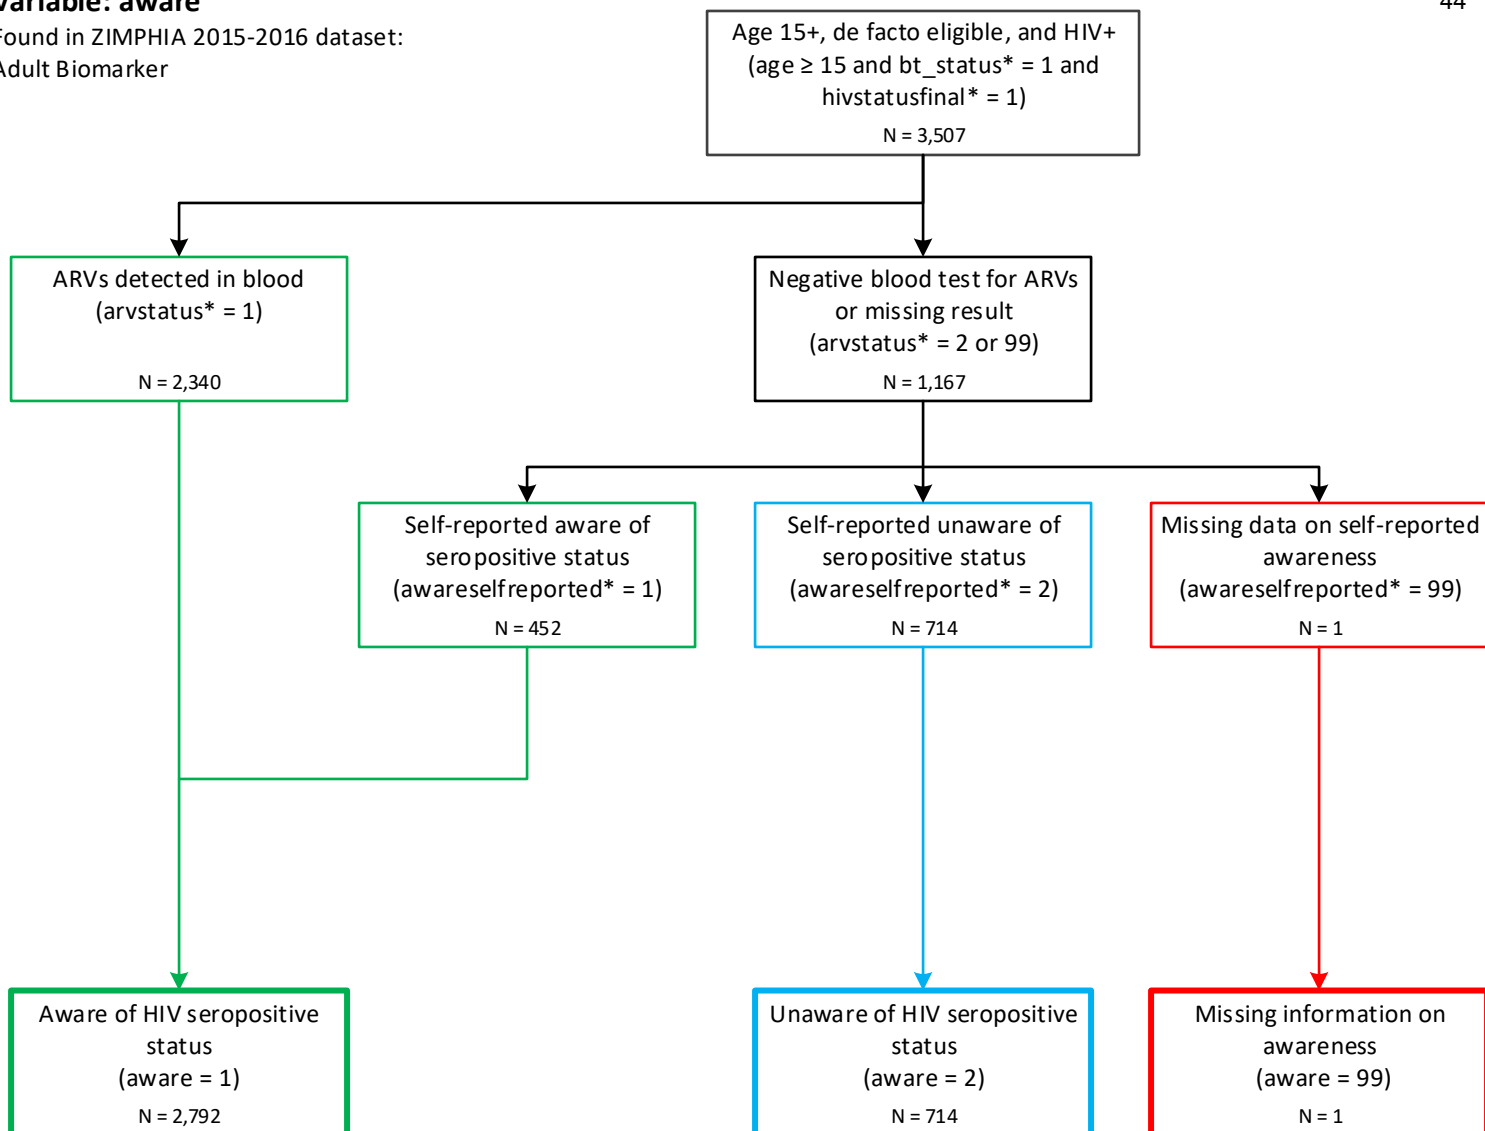 Variable: aware
44
Found in ZIMPHIA 2015-2016 dataset:
Adult Biomarker
Age 15+, de facto eligible, and HIV+
(age ≥ 15 and bt_status* = 1 and
hivstatusfinal* = 1)
N = 3,507
ARVs detected in blood
(arvstatus* = 1)
N = 2,340
Negative blood test for ARVs
or missing result
(arvstatus* = 2 or 99)
N = 1,167
Self-reported aware of
seropositive status
(awareselfreported* = 1)
N = 452
Self-reported unaware of
seropositive status
(awareselfreported* = 2)
N = 714
Missing data on self-reported
awareness
(awareselfreported* = 99)
N = 1
Aware of HIV seropositive
status
(aware = 1)
N = 2,792
Unaware of HIV seropositive
status
(aware = 2)
N = 714
Missing information on
awareness
(aware = 99)
N = 1